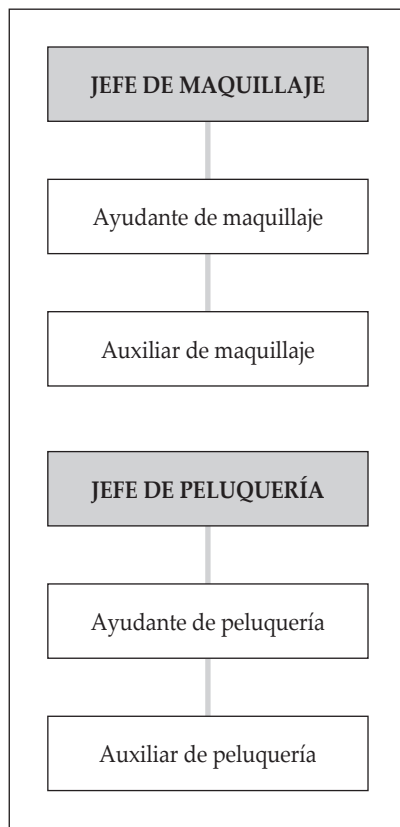 JEFE DE MAQUILLAJE
Ayudante de maquillaje
Auxiliar de maquillaje
JEFE DE PELUQUERÍA
Ayudante de peluquería
Auxiliar de peluquería